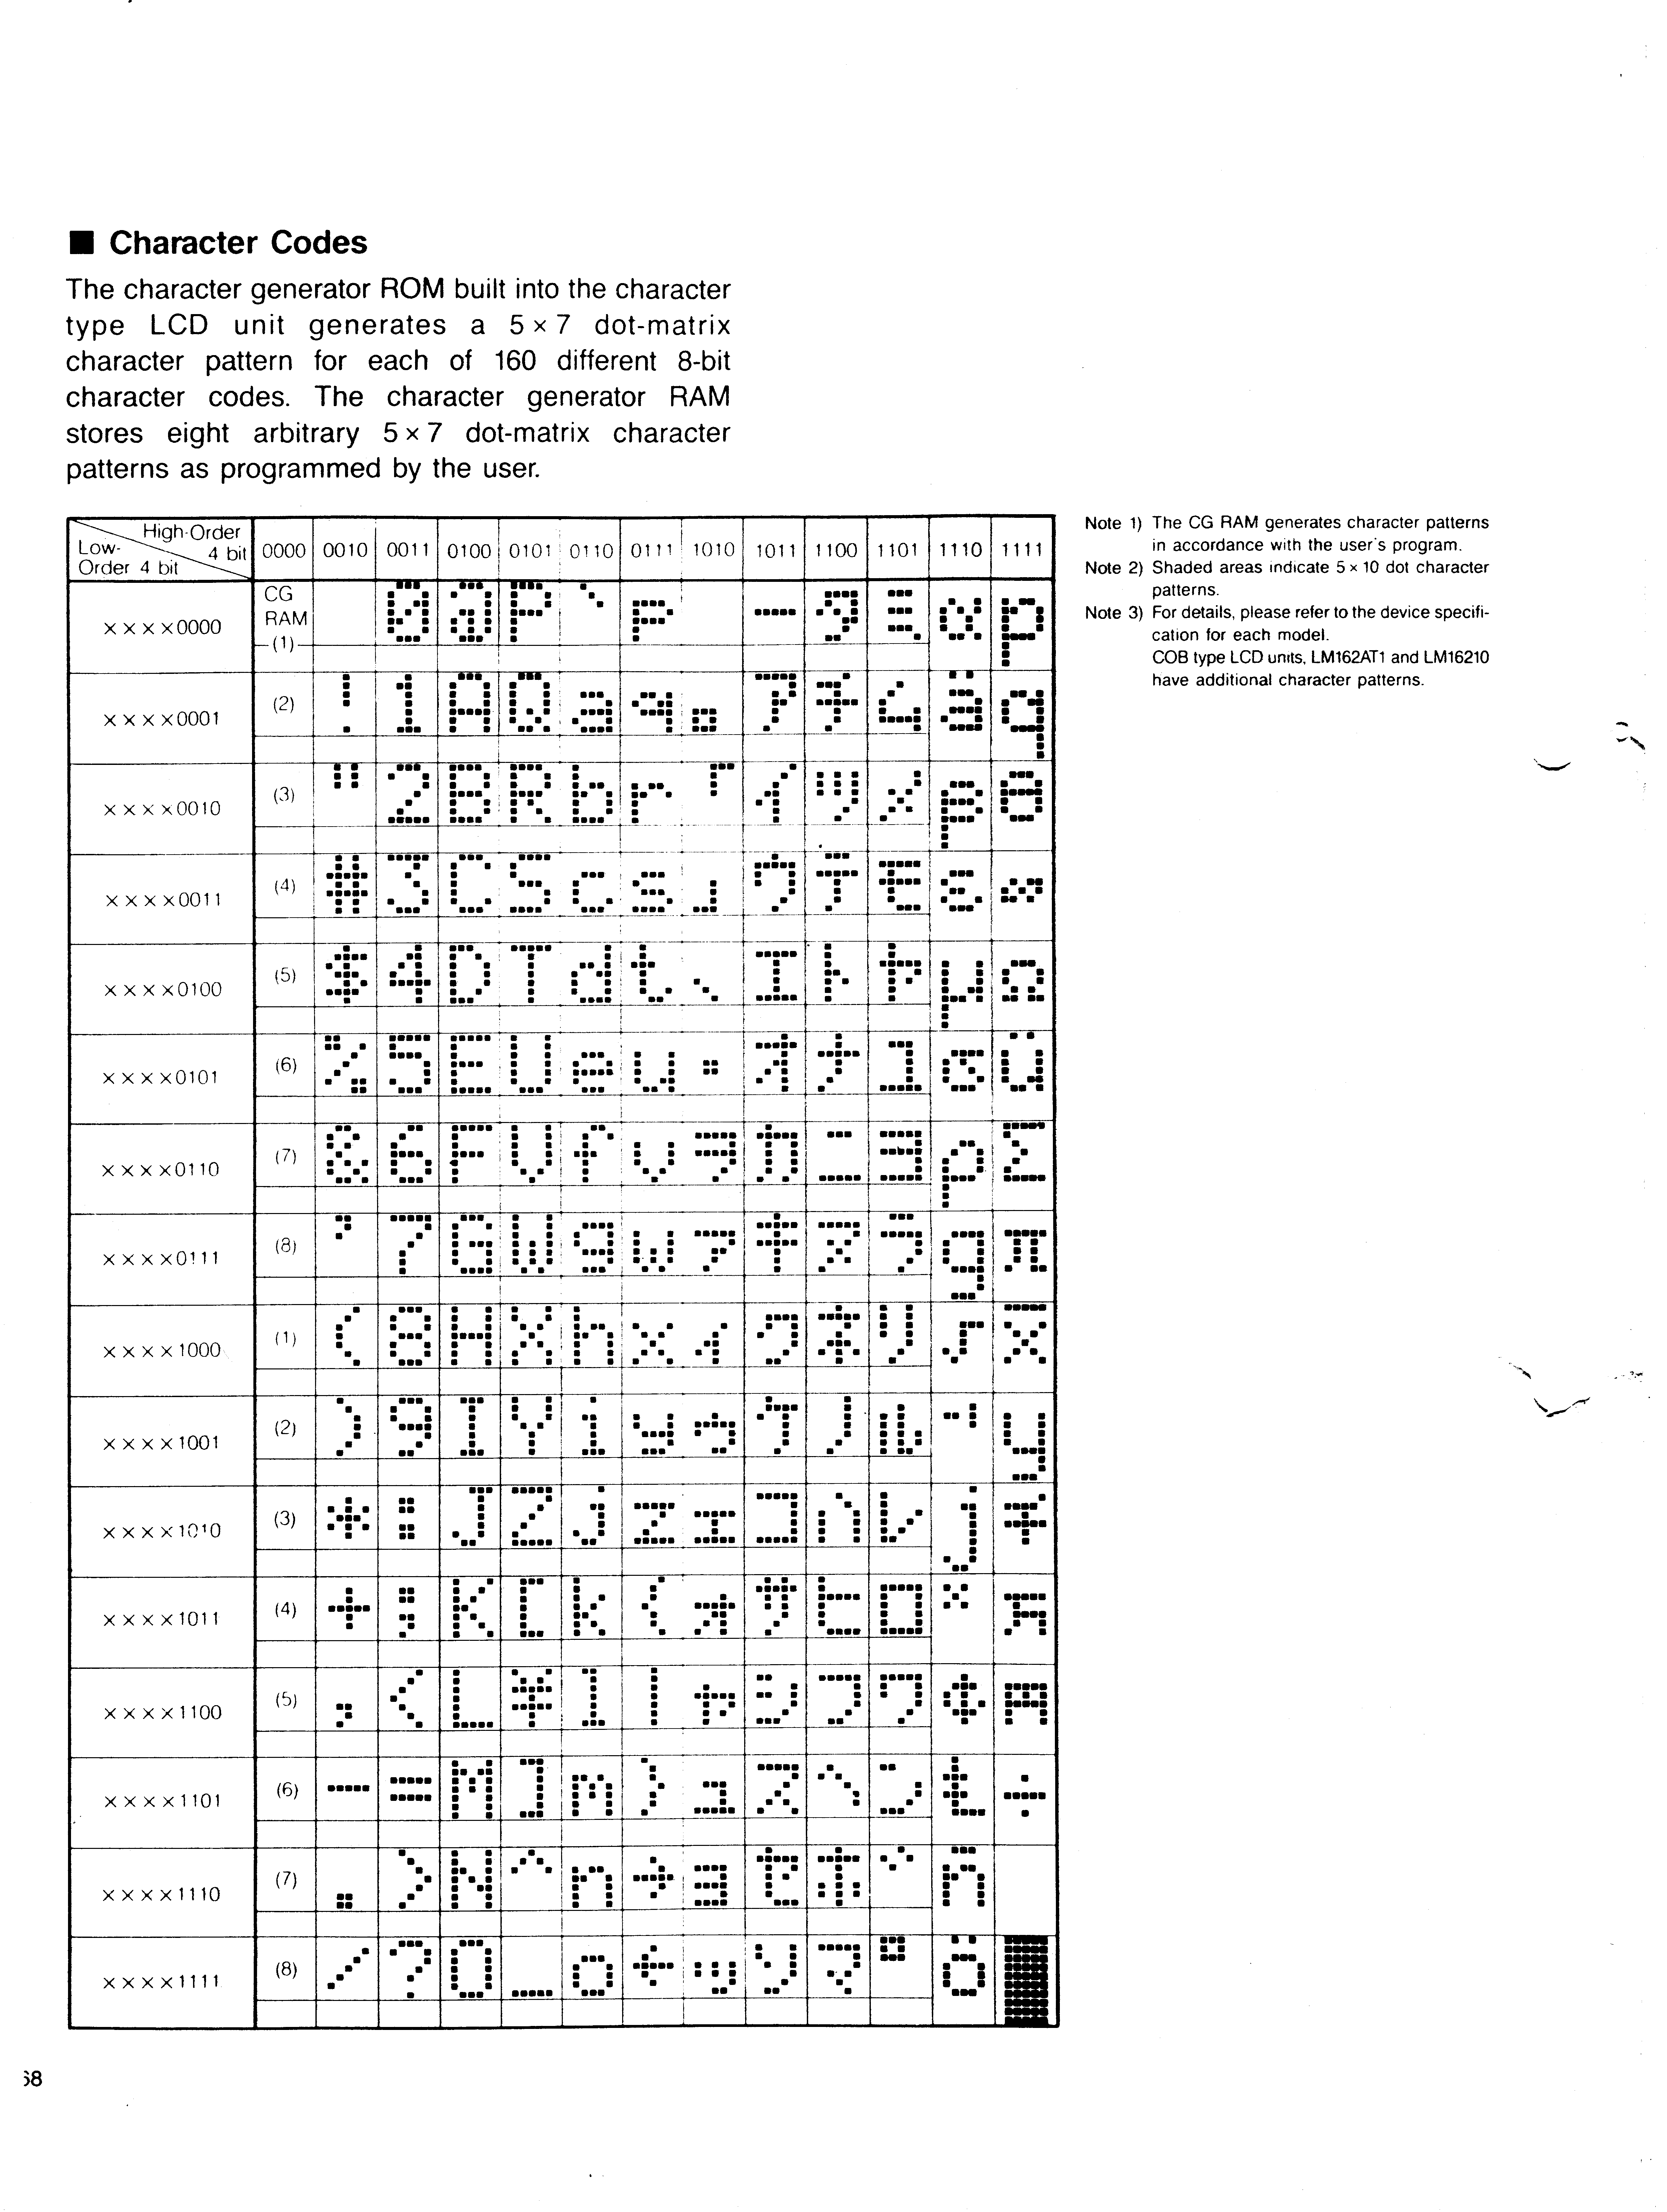 ■ Character Codes
The character generator ROM built into the character
type LCD unit generates a 5 × 7 dot-matrix
character pattern for each of 160 different 8-bit
character codes. The character generator RAM
stores eight arbitrary 5 × 7 dot-matrix character
patterns as programmed by the user.
High-Order 4 bit
Low-Order 4 bit
0000 0010 0011 0100 0101 0110 0111 1010 1011 1100 1101 1110 1111
××××0000 CG RAM (1) 0 @ P ` p ー タ ミ α p
××××0001 (2) ! 1 A Q a q 。 ア チ ム ä q
××××0010 (3) " 2 B R b r 「 イ ツ メ β θ
××××0011 (4) # 3 C S c s 」 ウ テ モ ε ∞
××××0100 (5) $ 4 D T d t 、 エ ト ヤ μ Ω
××××0101 (6) % 5 E U e u ・ オ ナ ユ σ ü
××××0110 (7) & 6 F V f v ヲ カ ニ ヨ ρ Σ
××××0111 (8) ' 7 G W g w ァ キ ヌ ラ g π
××××1000 (1) ( 8 H X h x ィ ク ネ リ √ x̄
××××1001 (2) ) 9 I Y i y ゥ ケ ノ ル ⁻¹ y
××××1010 (3) * : J Z j z ェ コ ハ レ j 千
××××1011 (4) + ; K [ k { ォ サ ヒ ロ ˣ 万
××××1100 (5) , < L ¥ l | ャ シ フ ワ ¢ 円
××××1101 (6) - = M ] m } ュ ス ヘ ン £ ÷
××××1110 (7) . > N ^ n → ョ セ ホ ゛ ñ
××××1111 (8) / ? O _ o ← ッ ソ マ ゜ ö █
Note 1) The CG RAM generates character patterns
in accordance with the user's program.
Note 2) Shaded areas indicate 5 × 10 dot character
patterns.
Note 3) For details, please refer to the device specifi-
cation for each model.
COB type LCD units, LM162AT1 and LM16210
have additional character patterns.
68